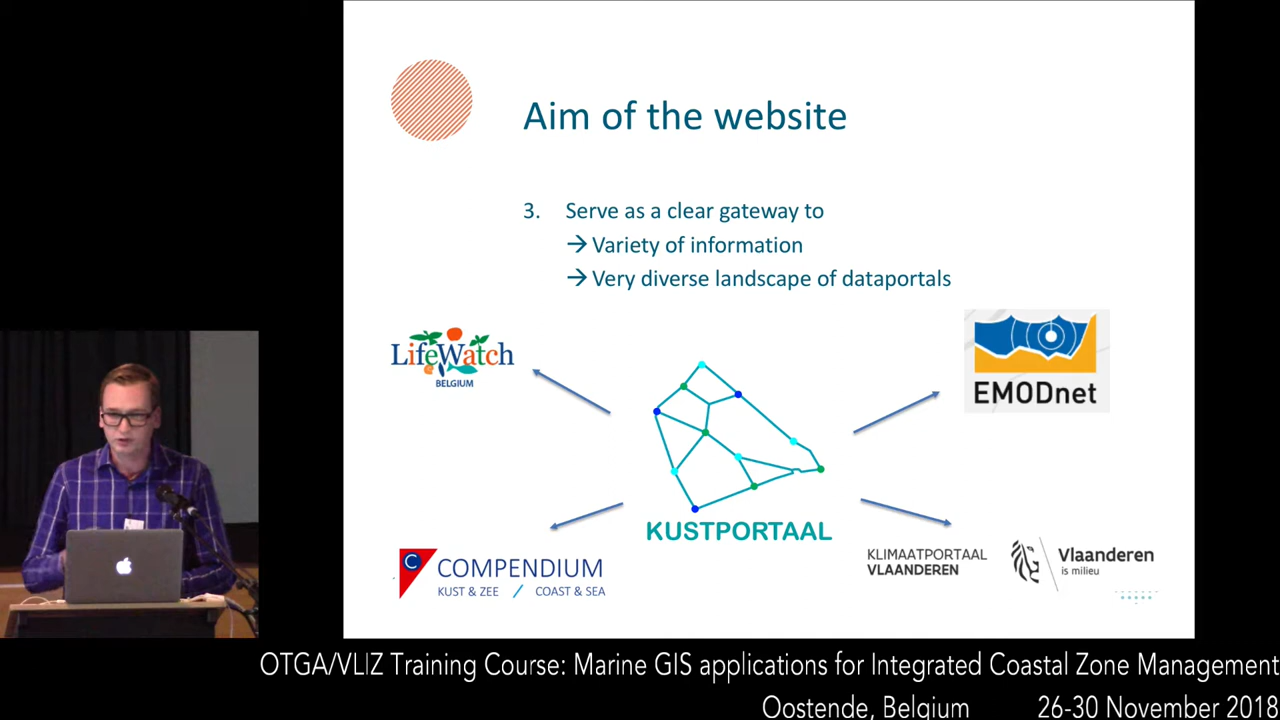 Aim of the website
3. Serve as a clear gateway to
→ Variety of information
→ Very diverse landscape of dataportals
LifeWatch
BELGIUM
EMODnet
KUSTPORTAAL
C COMPENDIUM
KUST & ZEE / COAST & SEA
KLIMAATPORTAAL
VLAANDEREN
Vlaanderen
is milieu
OTGA/VLIZ Training Course: Marine GIS applications for Integrated Coastal Zone Management
Oostende, Belgium 26-30 November 2018